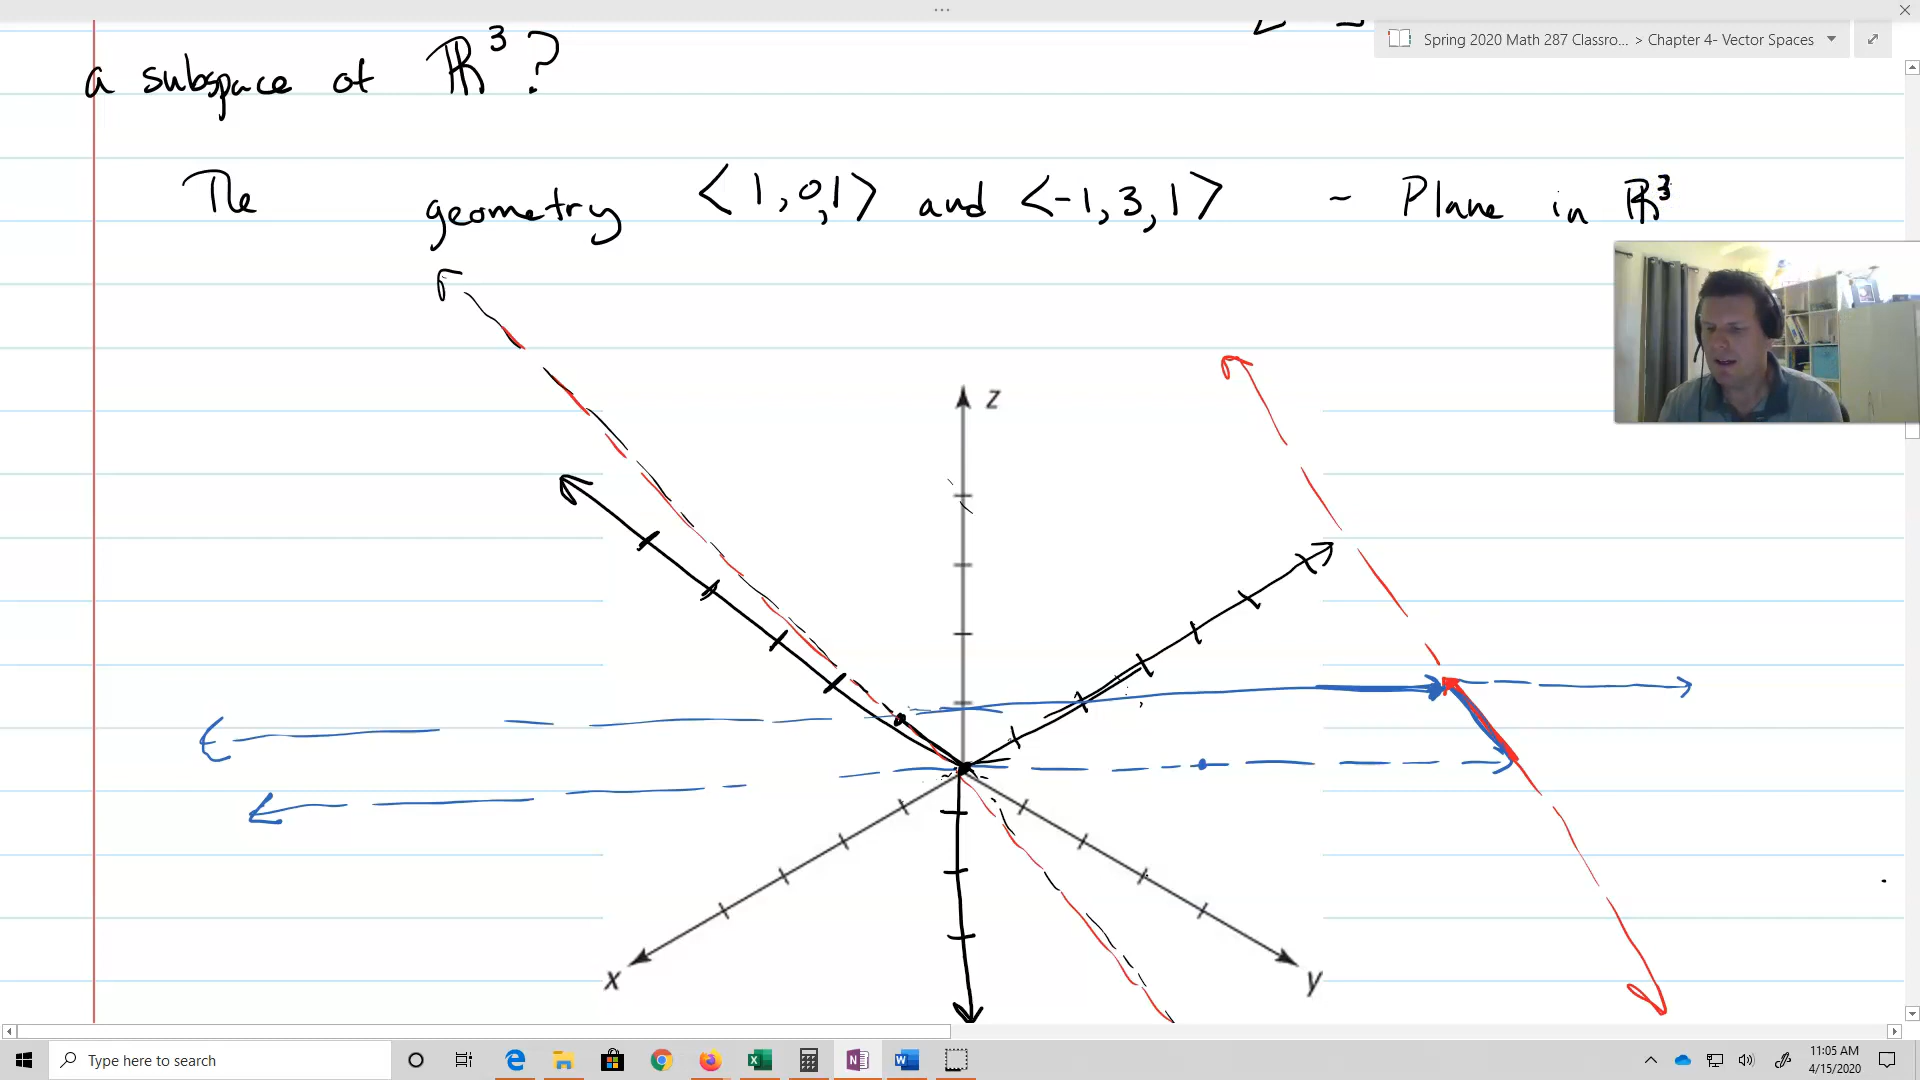 Spring 2020 Math 287 Classro... > Chapter 4- Vector Spaces
a subspace of ℝ³?
The geometry <1,0,1> and <-1,3,1> - Plane in ℝ³
z
x
y
Type here to search
11:05 AM
4/15/2020